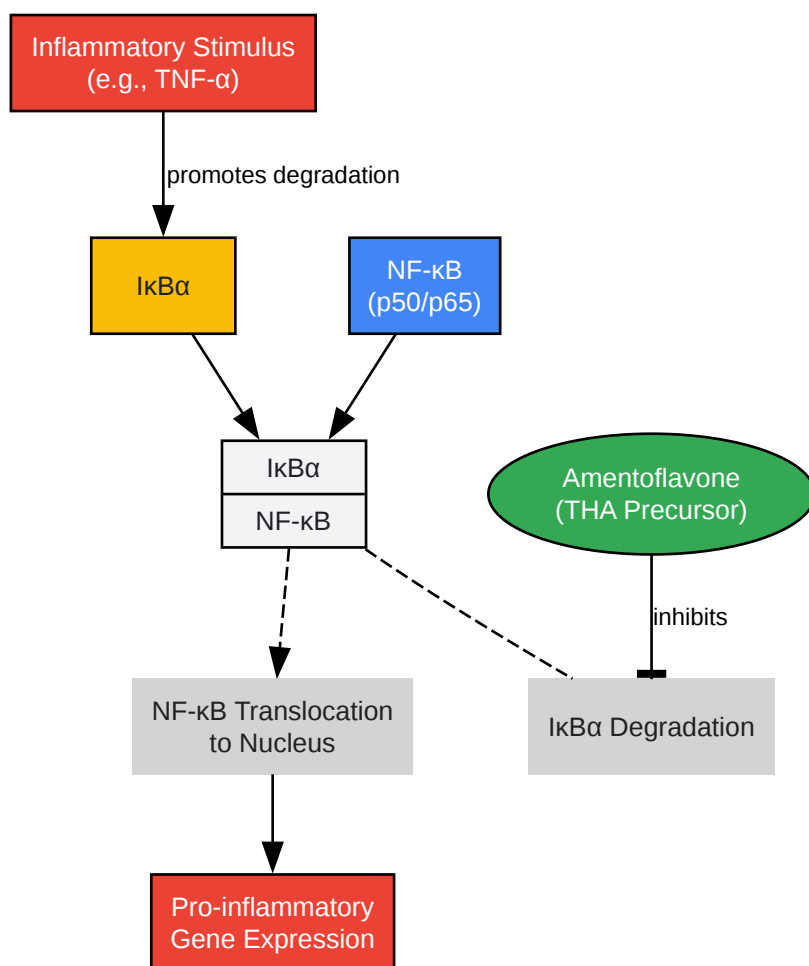 Inflammatory Stimulus
(e.g., TNF-α)
promotes degradation
IκBα
NF-κB
(p50/p65)
IκBα
NF-κB
Amentoflavone
(THA Precursor)
inhibits
NF-κB Translocation
to Nucleus
IκBα Degradation
Pro-inflammatory
Gene Expression